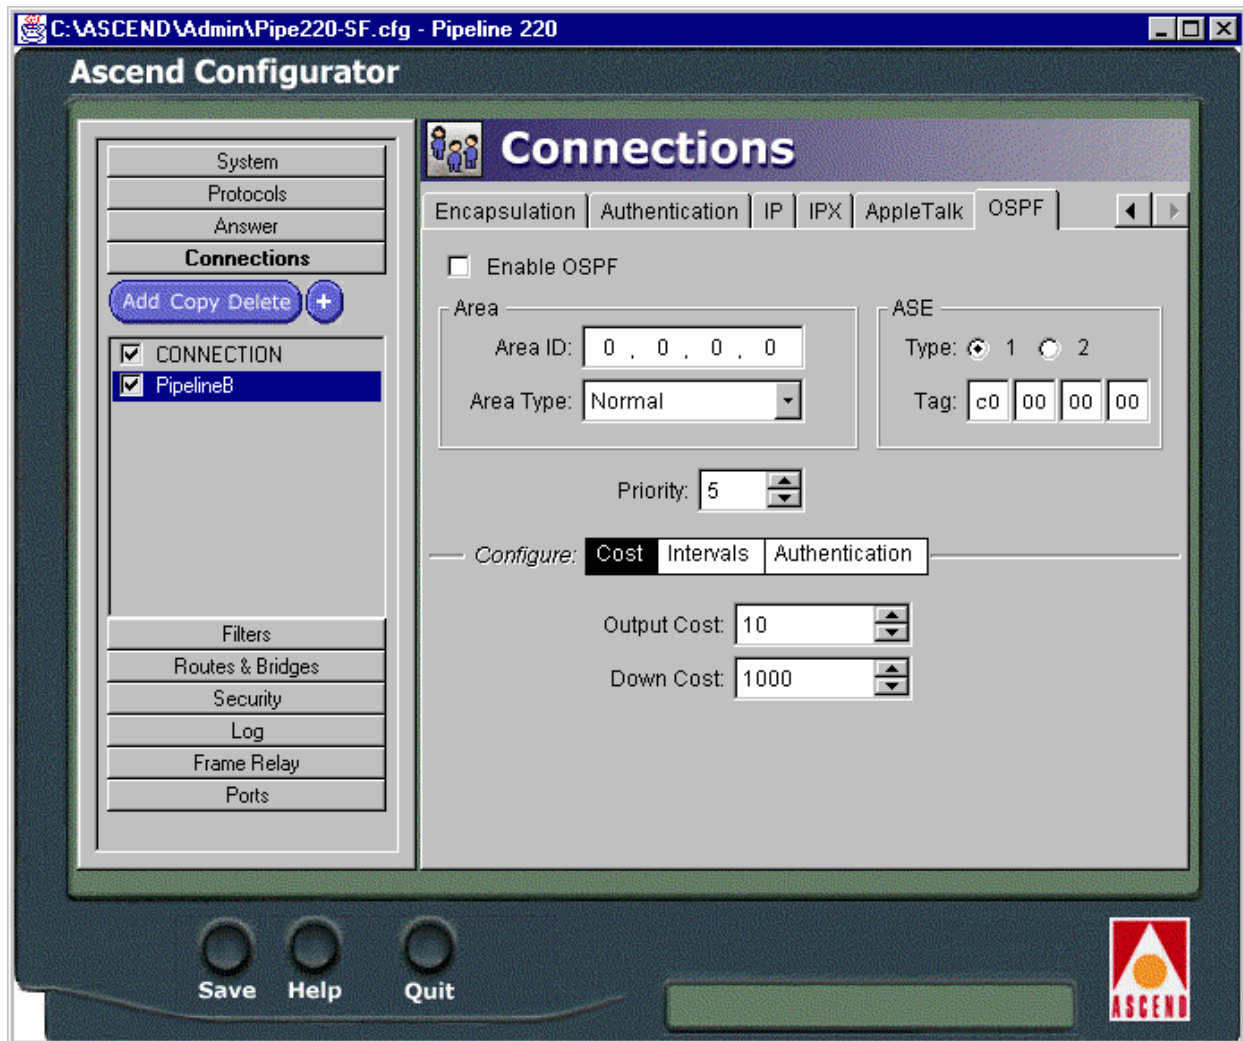 C:\ASCEND\Admin\Pipe220-SF.cfg - Pipeline 220
Ascend Configurator
System
Protocols
Answer
Connections
Add Copy Delete +
CONNECTION
PipelineB
Filters
Routes & Bridges
Security
Log
Frame Relay
Ports
Connections
Encapsulation Authentication IP IPX AppleTalk OSPF
Enable OSPF
Area
Area ID: 0 . 0 . 0 . 0
Area Type: Normal
ASE
Type: 1 2
Tag: c0 00 00 00
Priority: 5
Configure: Cost Intervals Authentication
Output Cost: 10
Down Cost: 1000
Save Help Quit
ASCEND